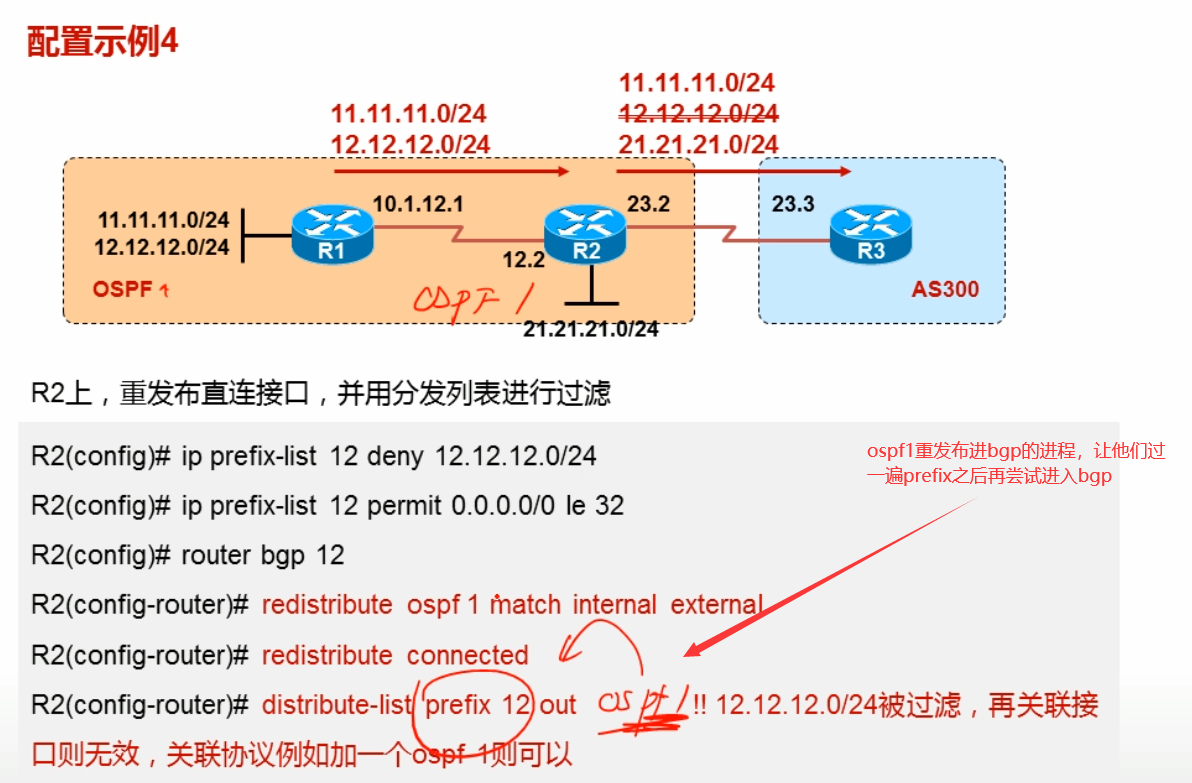 配置示例4
11.11.11.0/24
12.12.12.0/24
11.11.11.0/24
12.12.12.0/24
21.21.21.0/24
11.11.11.0/24
12.12.12.0/24
10.1.12.1
23.2
23.3
R1
R2
R3
12.2
OSPF 1
OSPF 1
AS300
21.21.21.0/24
R2上，重发布直连接口，并用分发列表进行过滤
R2(config)# ip prefix-list 12 deny 12.12.12.0/24
ospf1重发布进bgp的进程，让他们过
一遍prefix之后再尝试进入bgp
R2(config)# ip prefix-list 12 permit 0.0.0.0/0 le 32
R2(config)# router bgp 12
R2(config-router)# redistribute ospf 1 match internal external
R2(config-router)# redistribute connected
R2(config-router)# distribute-list prefix 12 out ospf 1 !! 12.12.12.0/24被过滤，再关联接
口则无效，关联协议例如加一个ospf 1则可以